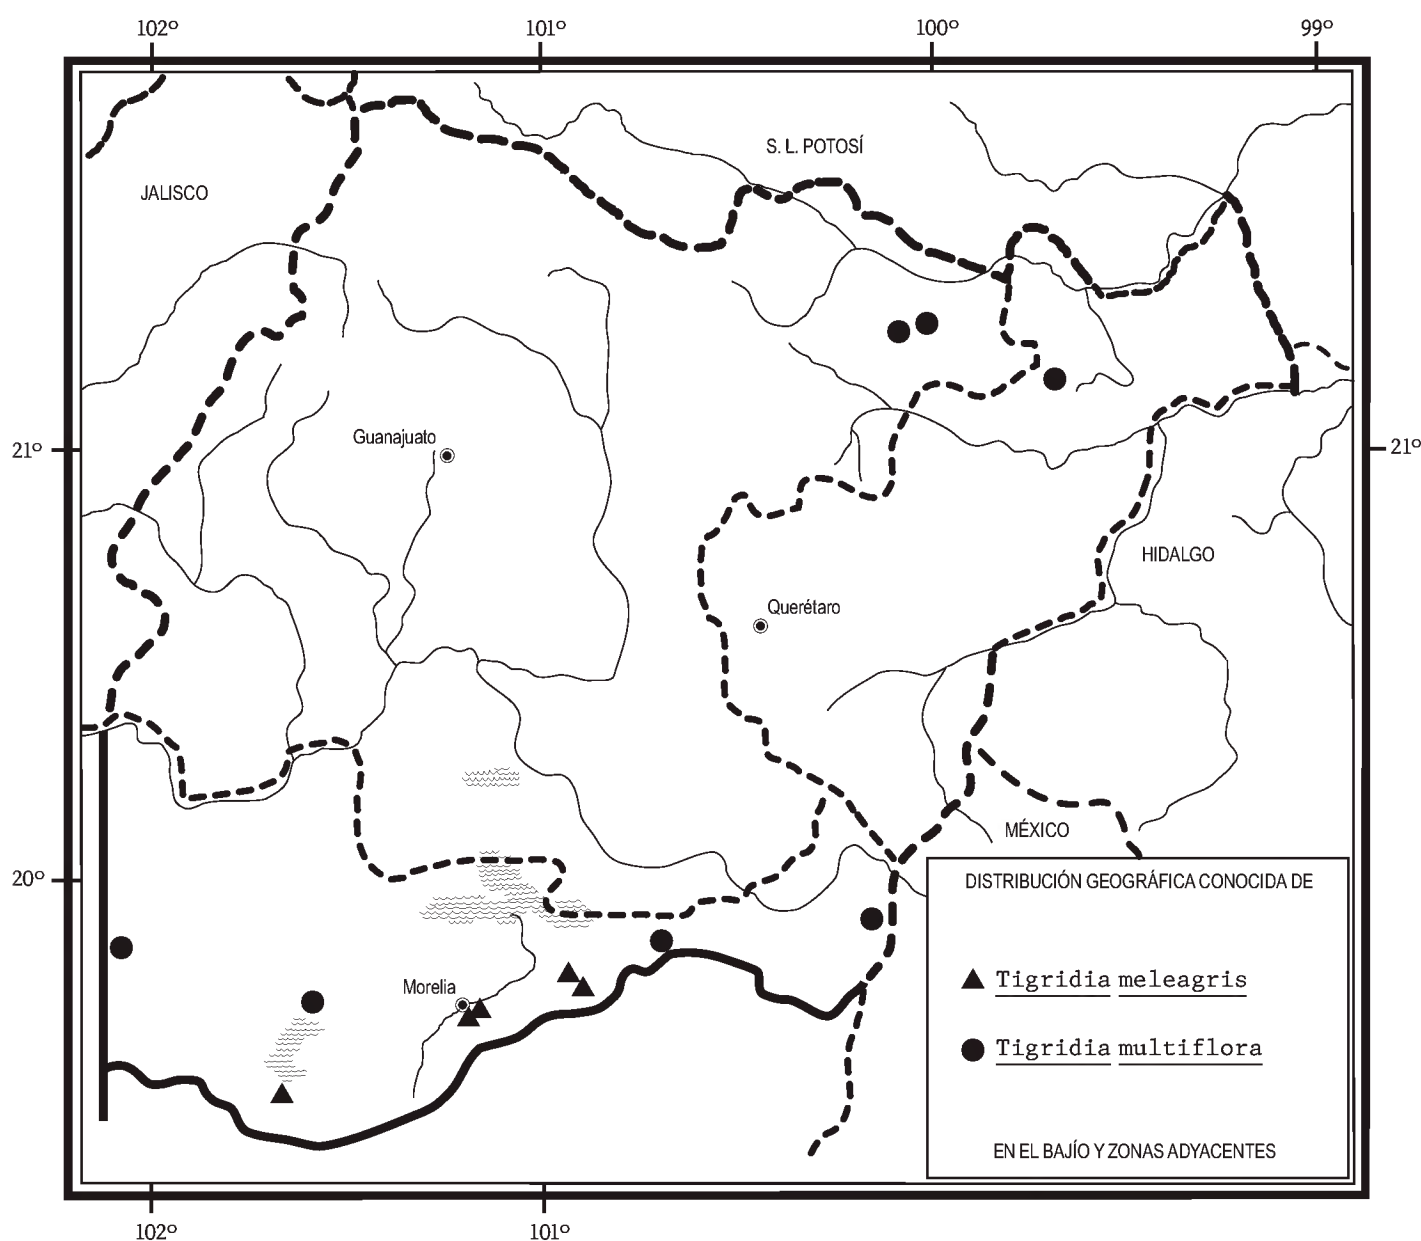 102º 101º 100º 99º
S. L. POTOSÍ
JALISCO
Guanajuato
21º
21º
HIDALGO
Querétaro
MÉXICO
20º
DISTRIBUCIÓN GEOGRÁFICA CONOCIDA DE
Tigridia meleagris
Morelia
Tigridia multiflora
EN EL BAJÍO Y ZONAS ADYACENTES
102º 101º